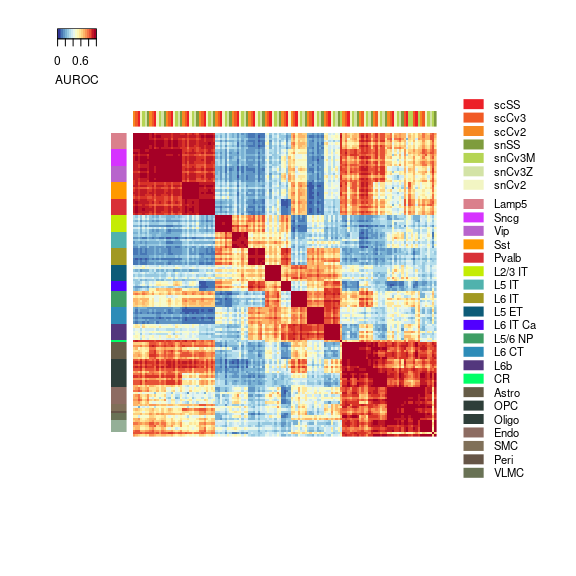 0 0.6
AUROC
scSS
scCv3
scCv2
snSS
snCv3M
snCv3Z
snCv2
Lamp5
Sncg
Vip
Sst
Pvalb
L2/3 IT
L5 IT
L6 IT
L5 ET
L6 IT Ca
L5/6 NP
L6 CT
L6b
CR
Astro
OPC
Oligo
Endo
SMC
Peri
VLMC